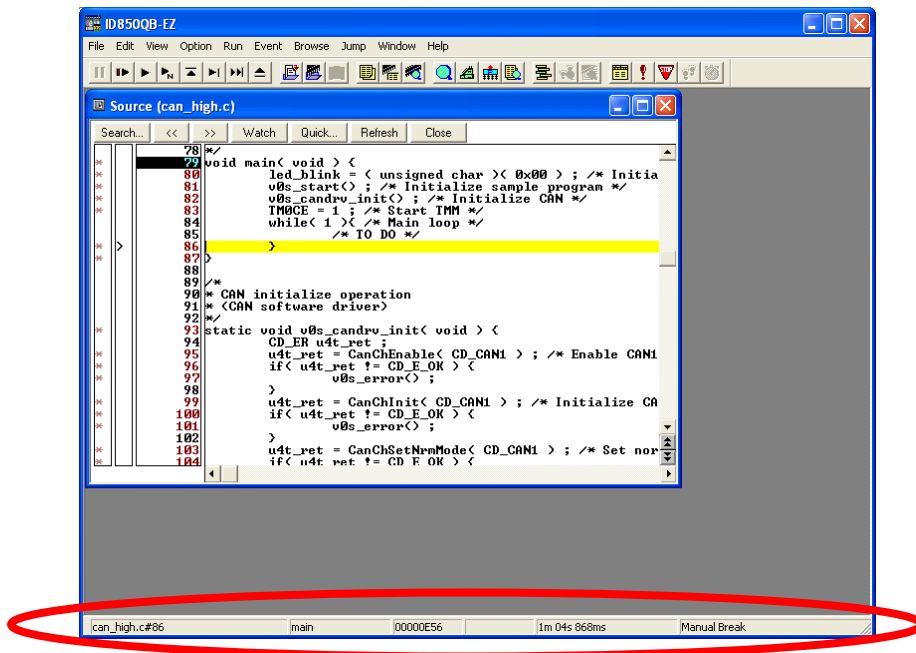 ID850QB-EZ
File Edit View Option Run Event Browse Jump Window Help
Source (can_high.c)
Search... << >> Watch Quick... Refresh Close
78 */
79 void main( void ) {
* 80 led_blink = ( unsigned char )( 0x00 ) ; /* Initia
* 81 v0s_start() ; /* Initialize sample program */
* 82 v0s_candrv_init() ; /* Initialize CAN */
* 83 TM0CE = 1 ; /* Start TMM */
84 while( 1 ){ /* Main loop */
85 /* TO DO */
* > 86 }
* 87 }
88
89 /*
90 * CAN initialize operation
91 * (CAN software driver)
92 */
* 93 static void v0s_candrv_init( void ) {
94 CD_ER u4t_ret ;
* 95 u4t_ret = CanChEnable( CD_CAN1 ) ; /* Enable CAN1
* 96 if( u4t_ret != CD_E_OK ) {
* 97 v0s_error() ;
98 }
* 99 u4t_ret = CanChInit( CD_CAN1 ) ; /* Initialize CA
* 100 if( u4t_ret != CD_E_OK ) {
* 101 v0s_error() ;
102 }
* 103 u4t_ret = CanChSetNrmMode( CD_CAN1 ) ; /* Set nor
* 104 if( u4t_ret != CD_E_OK ) {
can_high.c#86 main 00000E56 1m 04s 868ms Manual Break